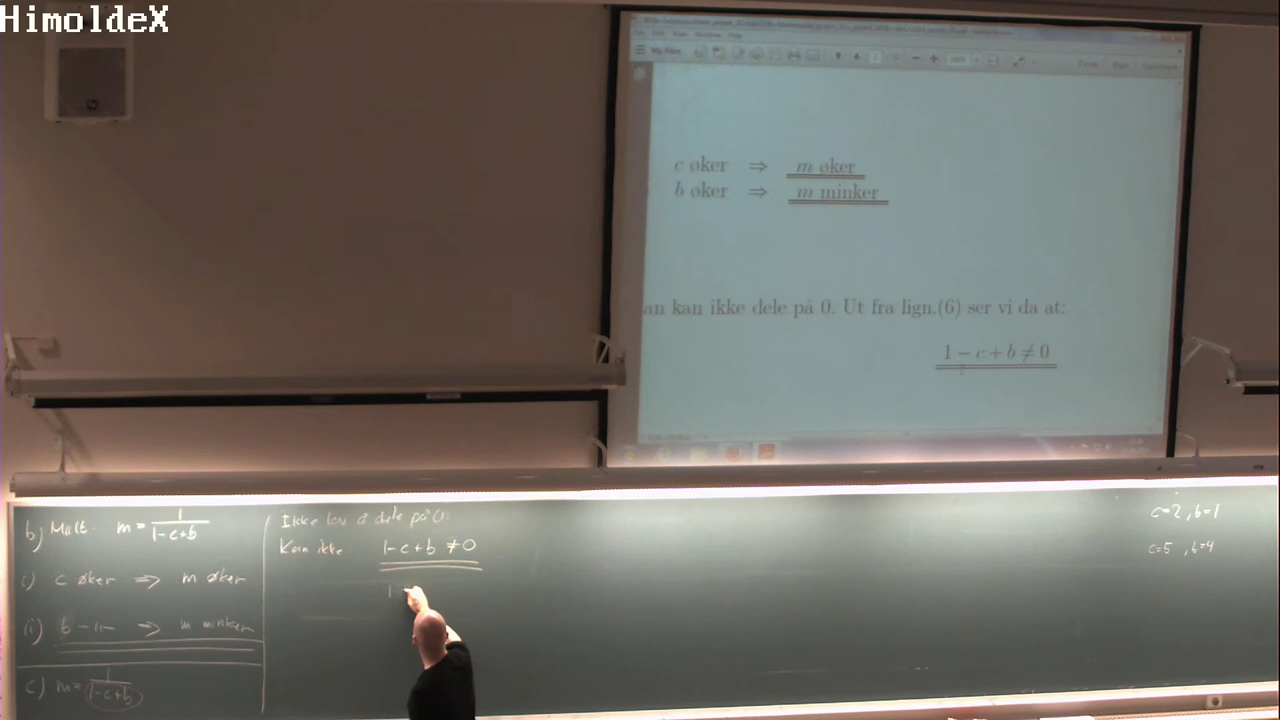 HimoldeX
c øker ⇒ m øker
b øker ⇒ m minker
an kan ikke dele på 0. Ut fra lign.(6) ser vi da at:
1 − c + b ≠ 0
b) Mult. m = 1/(1-c+b)
i) c øker => m øker
ii) b -11- => m minker
c) m = 1/(1-c+b)
Ikke lov å dele på 0.
Kan ikke 1-c+b ≠ 0
1 -
c=2, b=1
c=5, b=4